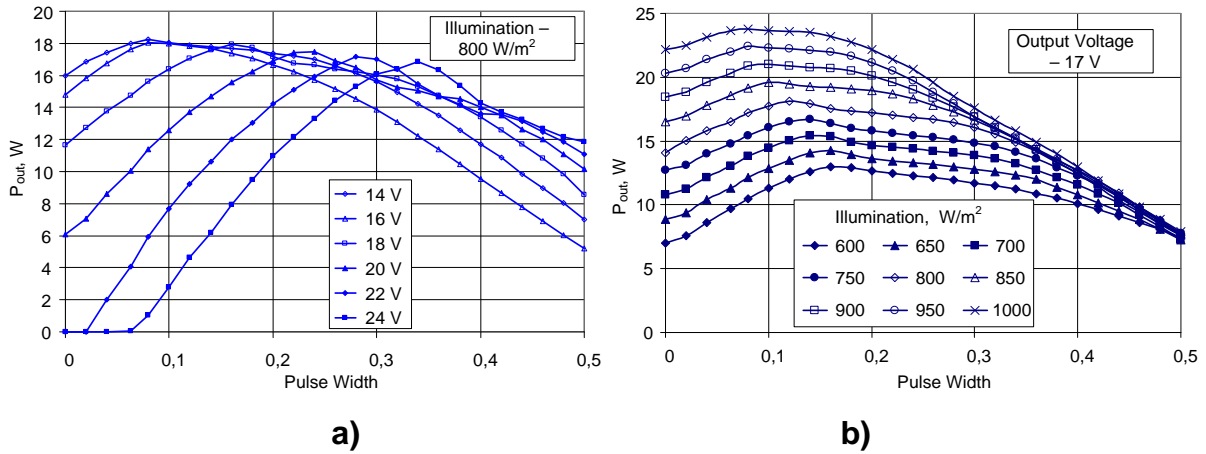 20
18
16
14
12
10
8
6
4
2
0
P_out, W
Illumination –
800 W/m²
14 V
16 V
18 V
20 V
22 V
24 V
0 0,1 0,2 0,3 0,4 0,5
Pulse Width
a)
25
20
15
10
5
0
P_out, W
Output Voltage
– 17 V
Illumination, W/m²
600 650 700
750 800 850
900 950 1000
0 0,1 0,2 0,3 0,4 0,5
Pulse Width
b)